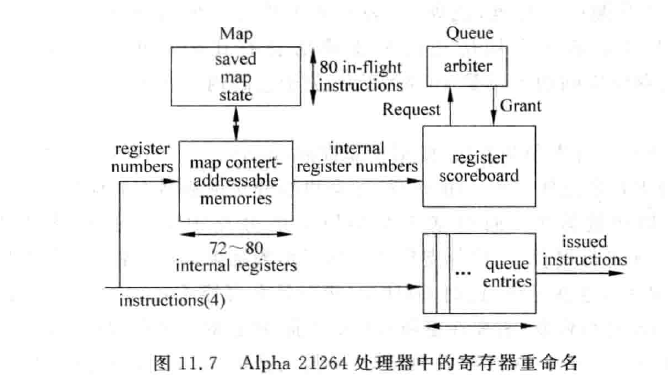 Map
Queue
saved
map
state
80 in-flight
instructions
arbiter
Request
Grant
register
numbers
map contert-
addressable
memories
internal
register numbers
register
scoreboard
72～80
internal registers
... queue
entries
issued
instructions
instructions(4)
图 11.7 Alpha 21264 处理器中的寄存器重命名